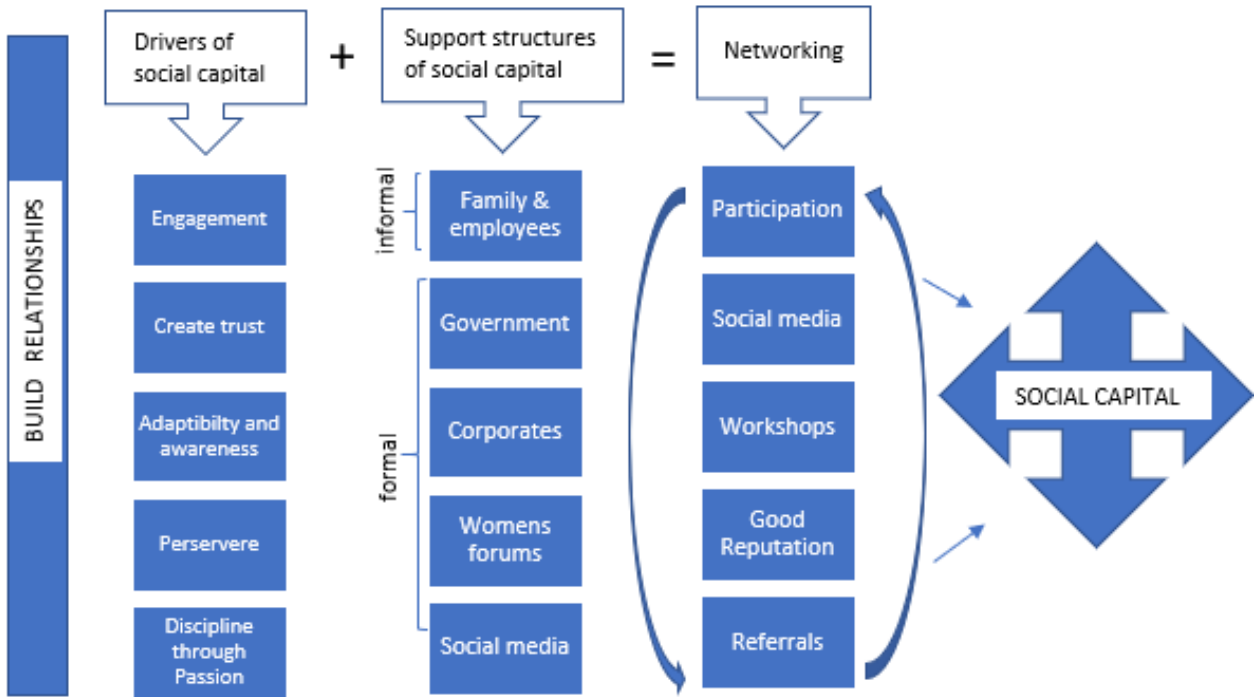 BUILD RELATIONSHIPS
Drivers of
social capital
+
Support structures
of social capital
=
Networking
Engagement
Create trust
Adaptibilty and
awareness
Perservere
Discipline
through
Passion
informal
formal
Family &
employees
Government
Corporates
Womens
forums
Social media
Participation
Social media
Workshops
Good
Reputation
Referrals
SOCIAL CAPITAL